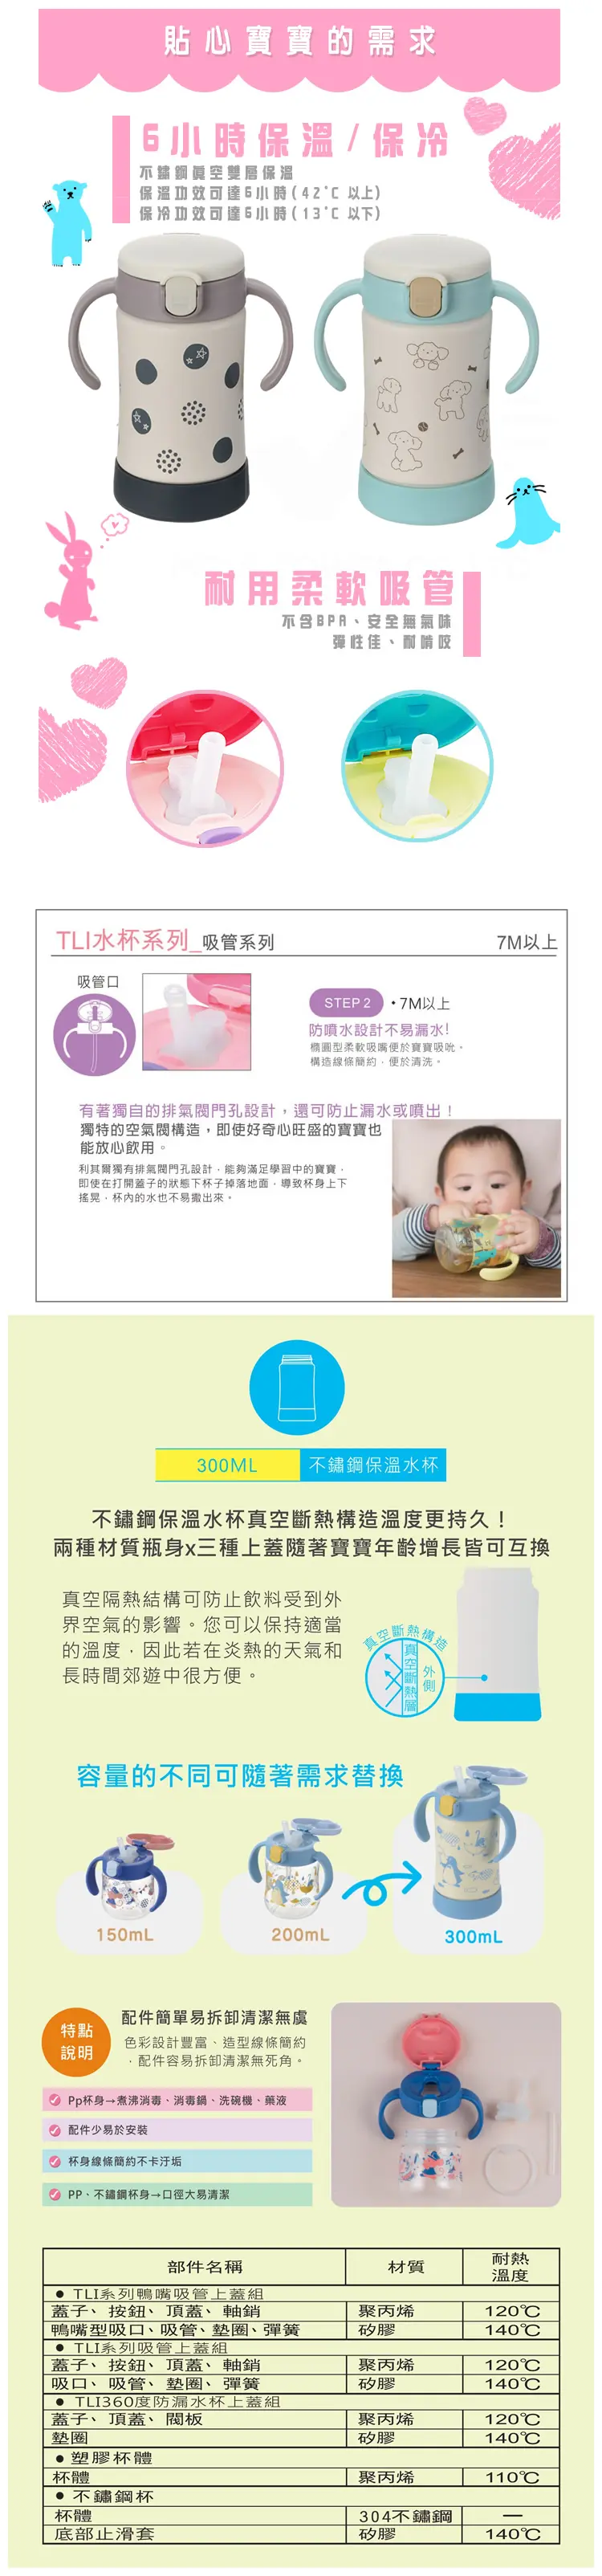 貼心寶寶的需求
6小時保溫/保冷
不鏽鋼真空雙層保溫
保溫功效可達6小時(42°C 以上)
保冷功效可達6小時(13°C 以下)
耐用柔軟吸管
不含BPA、安全無氣味
彈性佳、耐啃咬
TLI水杯系列_吸管系列
7M以上
吸管口
STEP 2 •7M以上
防噴水設計不易漏水!
橢圓型柔軟吸嘴便於寶寶吸吮。
構造線條簡約，便於清洗。
有著獨自的排氣閥門孔設計，還可防止漏水或噴出！
獨特的空氣閥構造，即使好奇心旺盛的寶寶也
能放心飲用。
利其爾獨有排氣閥門孔設計，能夠滿足學習中的寶寶，
即使在打開蓋子的狀態下杯子掉落地面，導致杯身上下
搖晃，杯內的水也不易撒出來。
300ML 不鏽鋼保溫水杯
不鏽鋼保溫水杯真空斷熱構造溫度更持久！
兩種材質瓶身x三種上蓋隨著寶寶年齡增長皆可互換
真空隔熱結構可防止飲料受到外
界空氣的影響。您可以保持適當
的溫度，因此若在炎熱的天氣和
長時間郊遊中很方便。
真空斷熱構造
真空斷熱層
外側
容量的不同可隨著需求替換
150mL
200mL
300mL
特點
說明
配件簡單易拆卸清潔無虞
色彩設計豐富、造型線條簡約
，配件容易拆卸清潔無死角。
Pp杯身→煮沸消毒、消毒鍋、洗碗機、藥液
配件少易於安裝
杯身線條簡約不卡汙垢
PP、不鏽鋼杯身→口徑大易清潔
部件名稱 材質 耐熱
溫度
● TLI系列鴨嘴吸管上蓋組
蓋子、按鈕、頂蓋、軸銷 聚丙烯 120℃
鴨嘴型吸口、吸管、墊圈、彈簧 矽膠 140℃
● TLI系列吸管上蓋組
蓋子、按鈕、頂蓋、軸銷 聚丙烯 120℃
吸口、吸管、墊圈、彈簧 矽膠 140℃
● TLI360度防漏水杯上蓋組
蓋子、頂蓋、閥板 聚丙烯 120℃
墊圈 矽膠 140℃
● 塑膠杯體
杯體 聚丙烯 110℃
● 不鏽鋼杯
杯體 304不鏽鋼 —
底部止滑套 矽膠 140℃